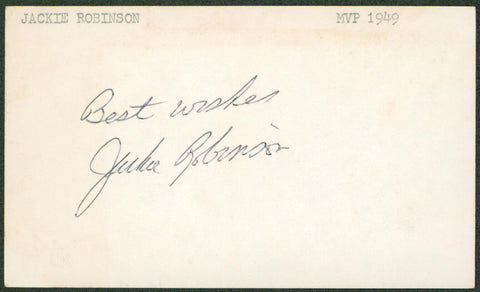 JACKIE ROBINSON MVP 1949
Best wishes
Jackie Robinson